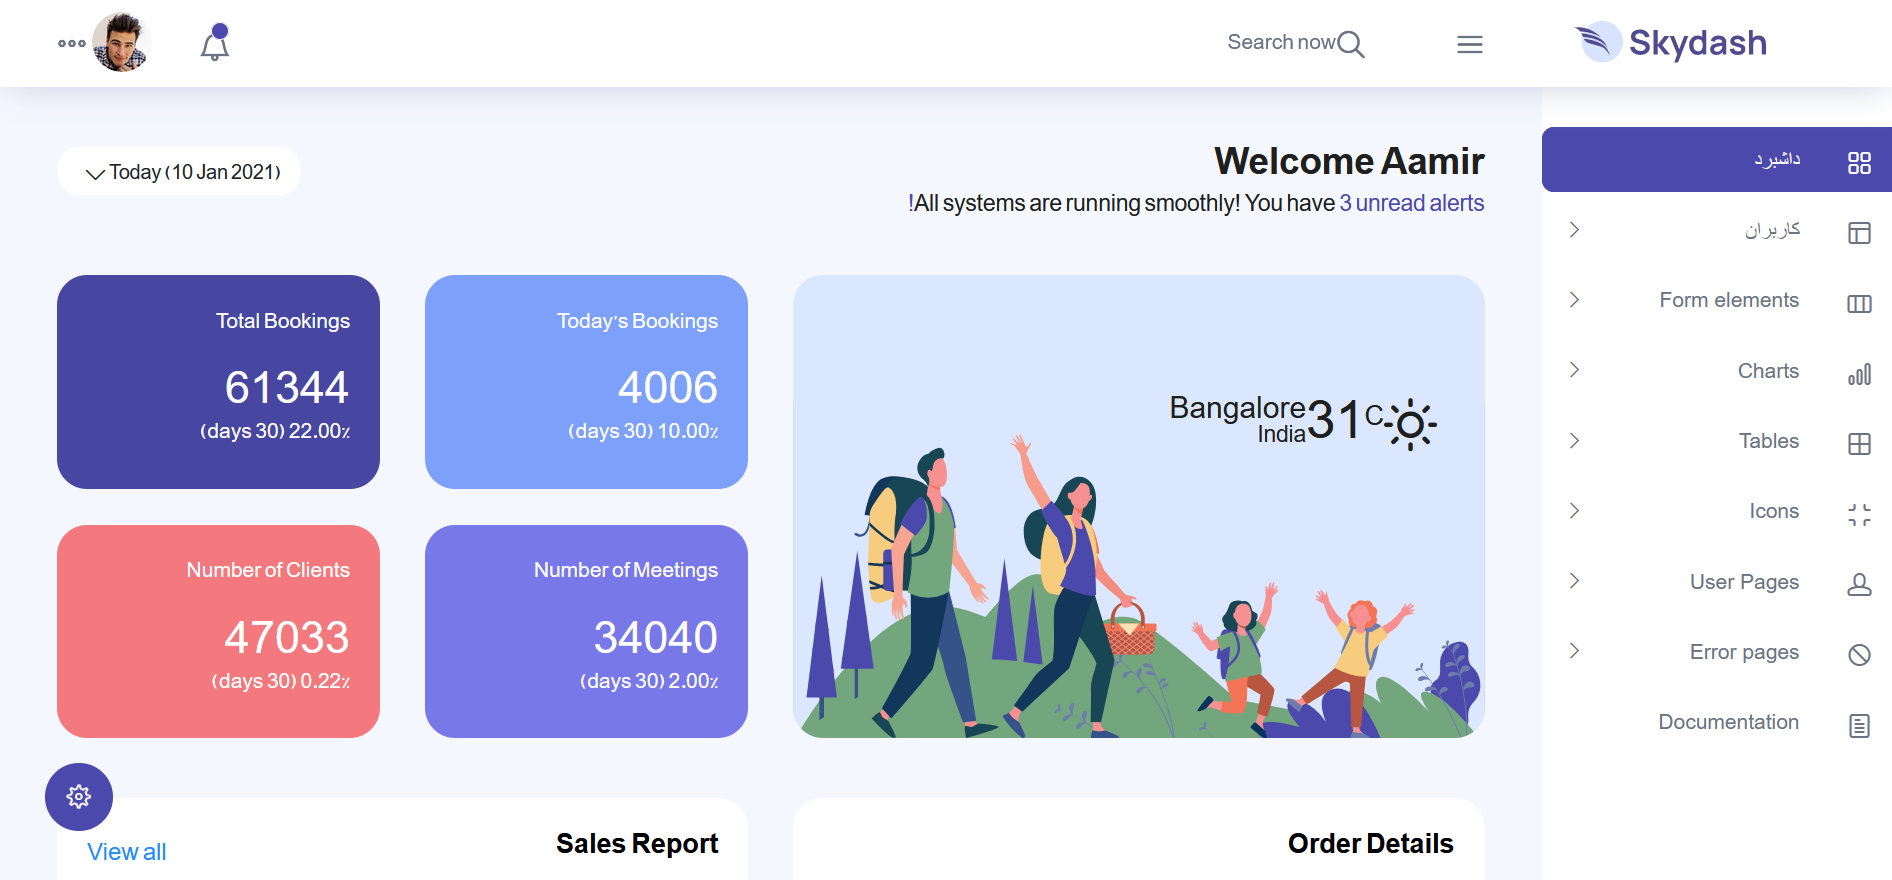 Skydash
Search now
Welcome Aamir
All systems are running smoothly! You have 3 unread alerts!
Today (10 Jan 2021)
داشبرد
کاربران
Form elements
Charts
Tables
Icons
User Pages
Error pages
Documentation
Bangalore
India
31C
Today's Bookings
4006
10.00% (30 days)
Total Bookings
61344
22.00% (30 days)
Number of Meetings
34040
2.00% (30 days)
Number of Clients
47033
0.22% (30 days)
Order Details
Sales Report
View all